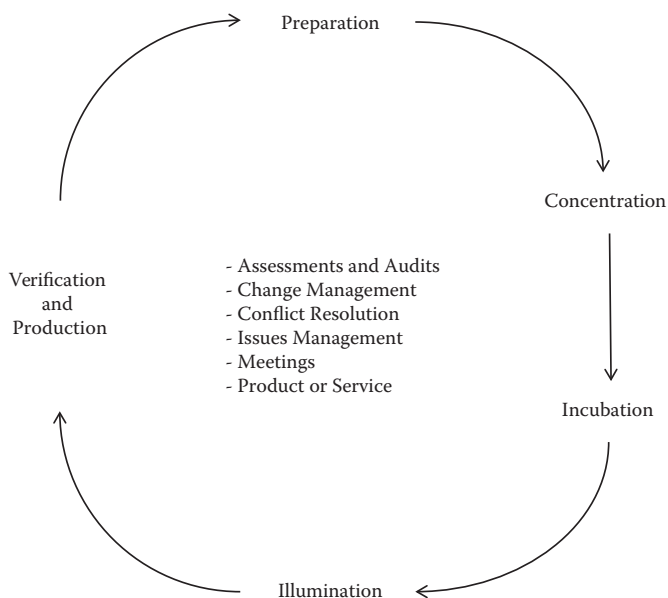 Preparation
Concentration
Verification
and
Production
- Assessments and Audits
- Change Management
- Conflict Resolution
- Issues Management
- Meetings
- Product or Service
Incubation
Illumination